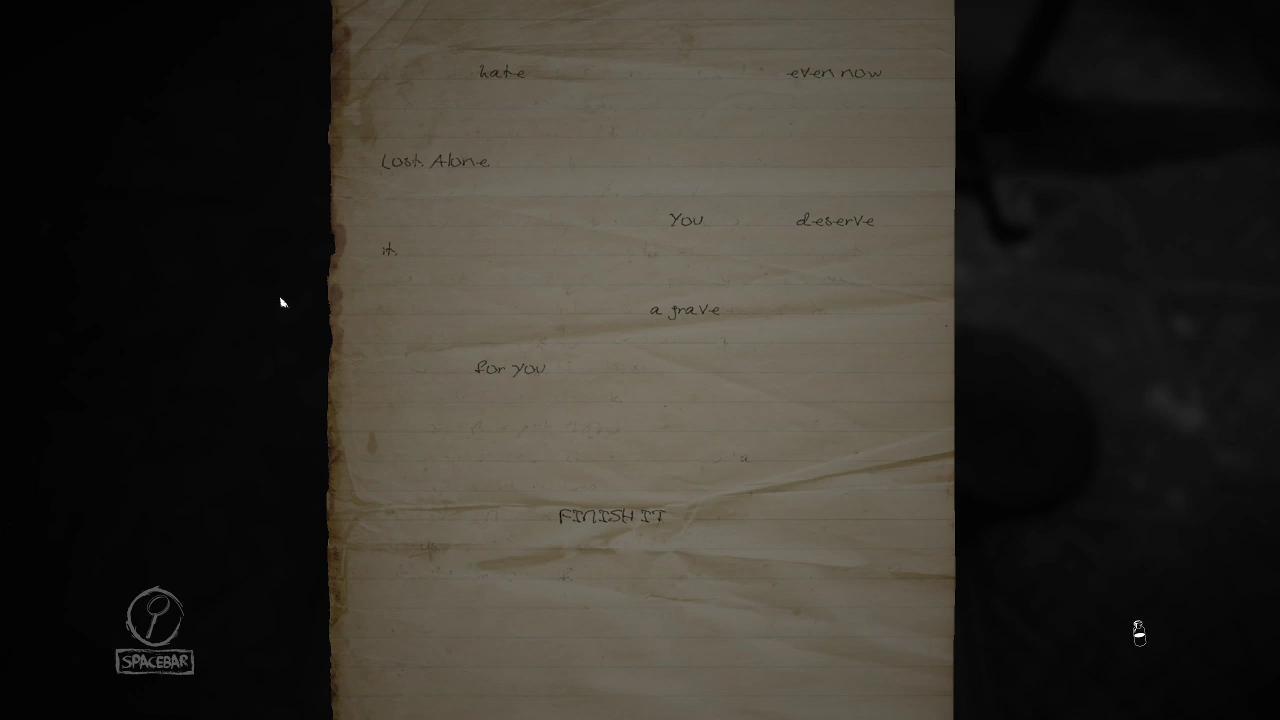 hate even now
Lost. Alone
You deserve
it.
a grave
for you
a
FINISH IT
SPACEBAR